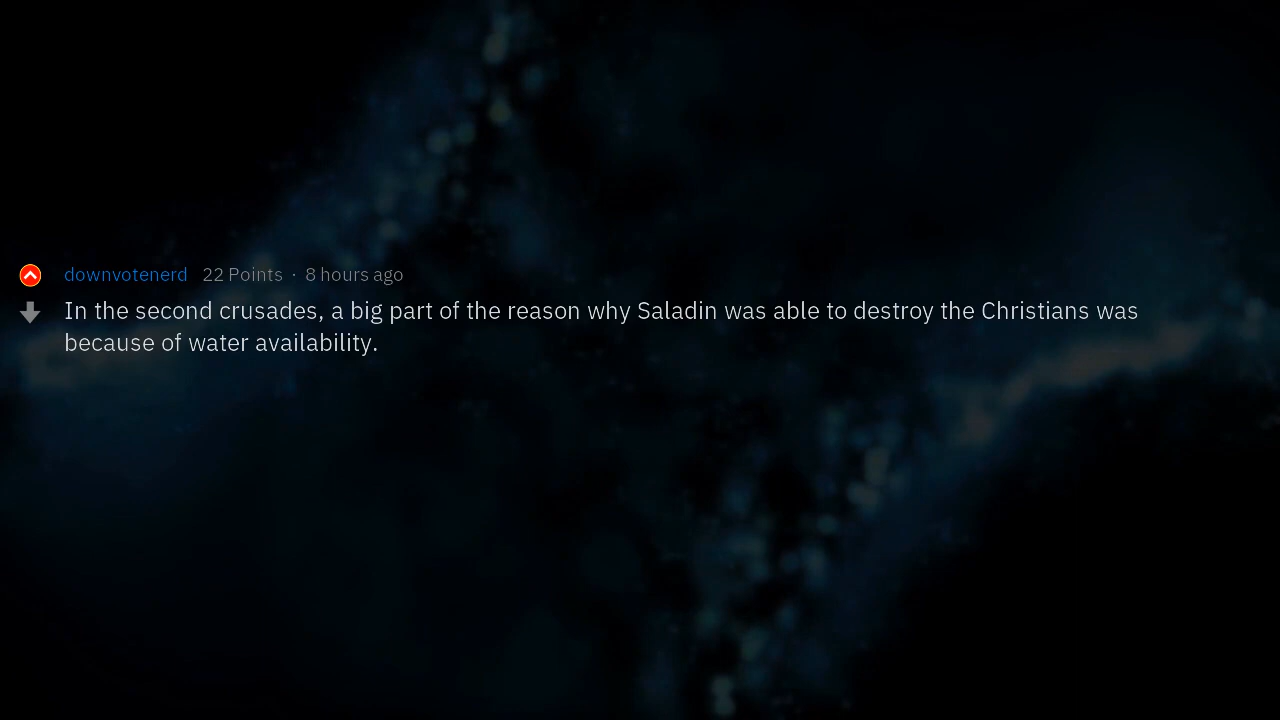 downvotenerd 22 Points · 8 hours ago
In the second crusades, a big part of the reason why Saladin was able to destroy the Christians was
because of water availability.